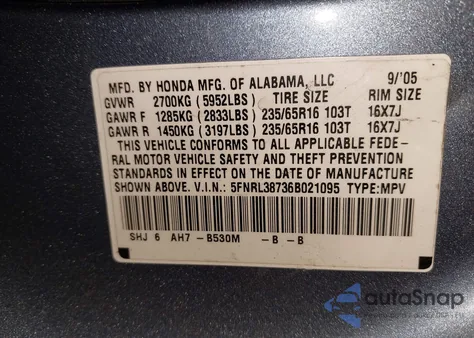 MFD. BY HONDA MFG. OF ALABAMA, LLC 9/'05
GVWR 2700KG (5952LBS) TIRE SIZE RIM SIZE
GAWR F 1285KG (2833LBS) 235/65R16 103T 16X7J
GAWR R 1450KG (3197LBS) 235/65R16 103T 16X7J
THIS VEHICLE CONFORMS TO ALL APPLICABLE FEDE-
RAL MOTOR VEHICLE SAFETY AND THEFT PREVENTION
STANDARDS IN EFFECT ON THE DATE OF MANUFACTURE
SHOWN ABOVE. V.I.N.: 5FNRL38736B021095 TYPE:MPV
SHJ 6 AH7 -B530M -B -B
autoSnap